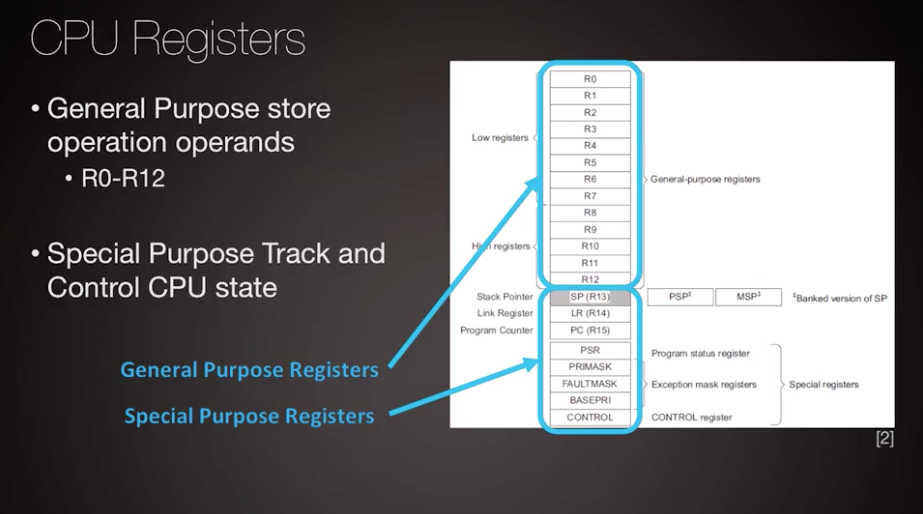 CPU Registers
• General Purpose store
operation operands
• R0-R12
• Special Purpose Track and
Control CPU state
General Purpose Registers
Special Purpose Registers
R0
R1
R2
R3
Low registers
R4
R5
R6
General-purpose registers
R7
R8
R9
High registers
R10
R11
R12
Stack Pointer SP (R13) PSP‡ MSP‡ ‡Banked version of SP
Link Register LR (R14)
Program Counter PC (R15)
PSR Program status register
PRIMASK
FAULTMASK Exception mask registers Special registers
BASEPRI
CONTROL CONTROL register
[2]